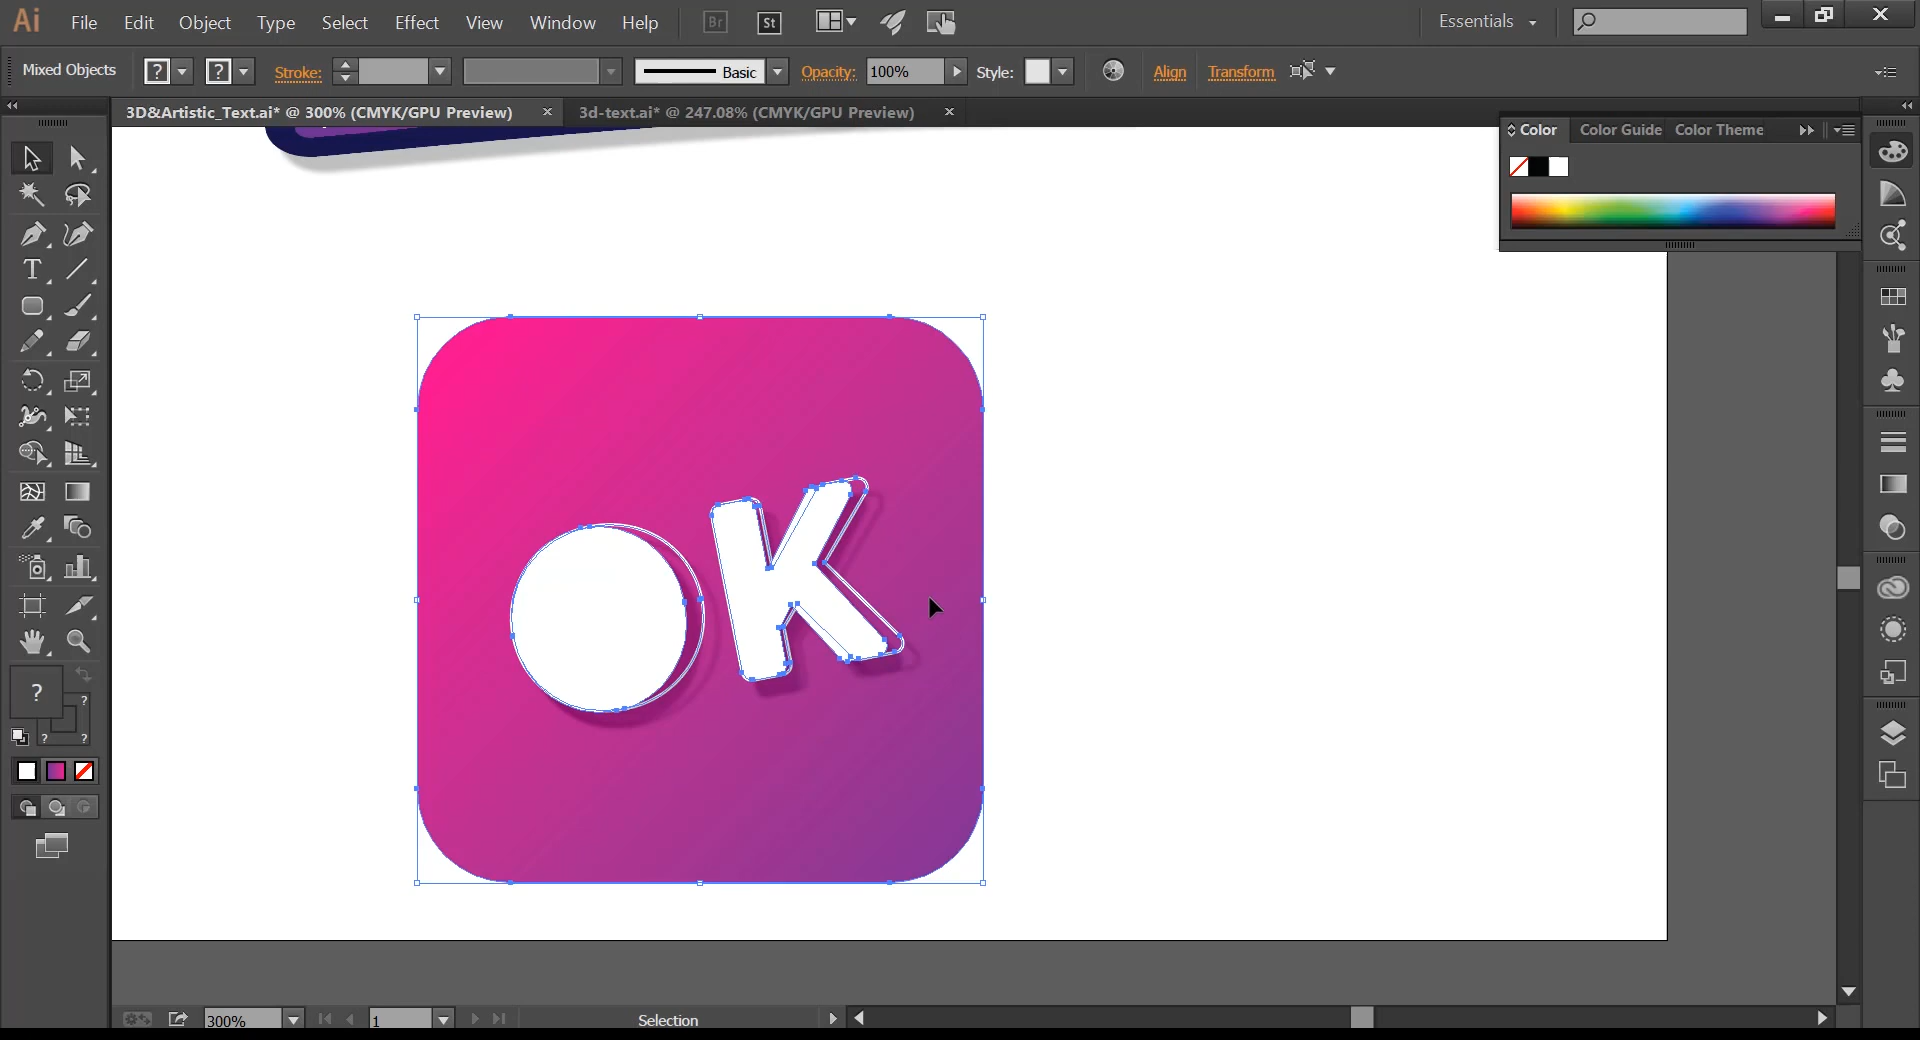 Ai File Edit Object Type Select Effect View Window Help Br St Essentials
Mixed Objects ? ? Stroke: Basic Opacity: 100% Style: Align Transform
3D&Artistic_Text.ai* @ 300% (CMYK/GPU Preview) × 3d-text.ai* @ 247.08% (CMYK/GPU Preview) ×
Color Color Guide Color Theme
T
OK
? ?
? ?
300% 1 Selection